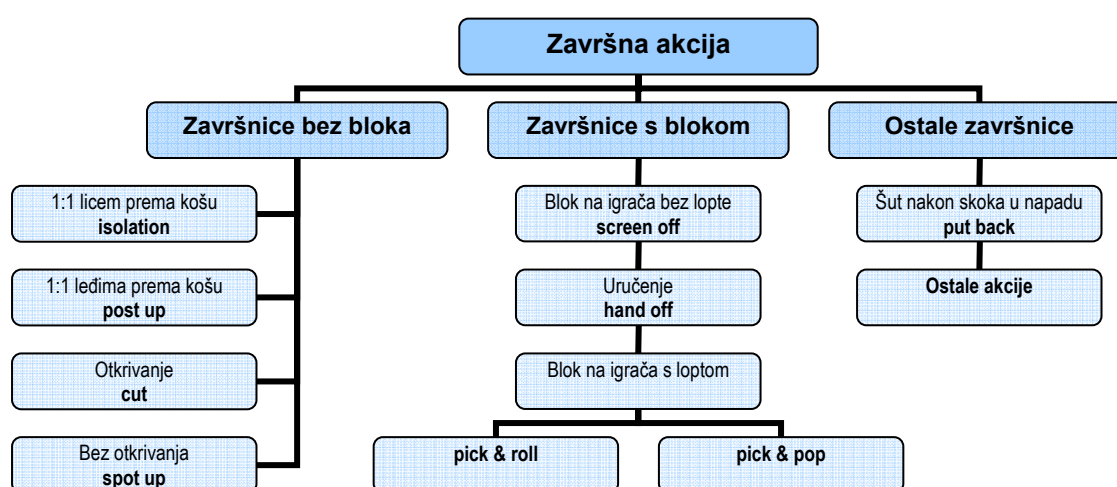 Završna akcija
Završnice bez bloka
Završnice s blokom
Ostale završnice
1:1 licem prema košu
isolation
1:1 leđima prema košu
post up
Otkrivanje
cut
Bez otkrivanja
spot up
Blok na igrača bez lopte
screen off
Uručenje
hand off
Blok na igrača s loptom
pick & roll
pick & pop
Šut nakon skoka u napadu
put back
Ostale akcije